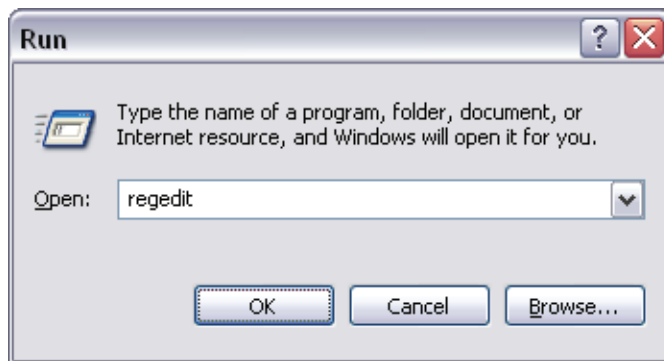 Run
Type the name of a program, folder, document, or
Internet resource, and Windows will open it for you.
Open: regedit
OK Cancel Browse...